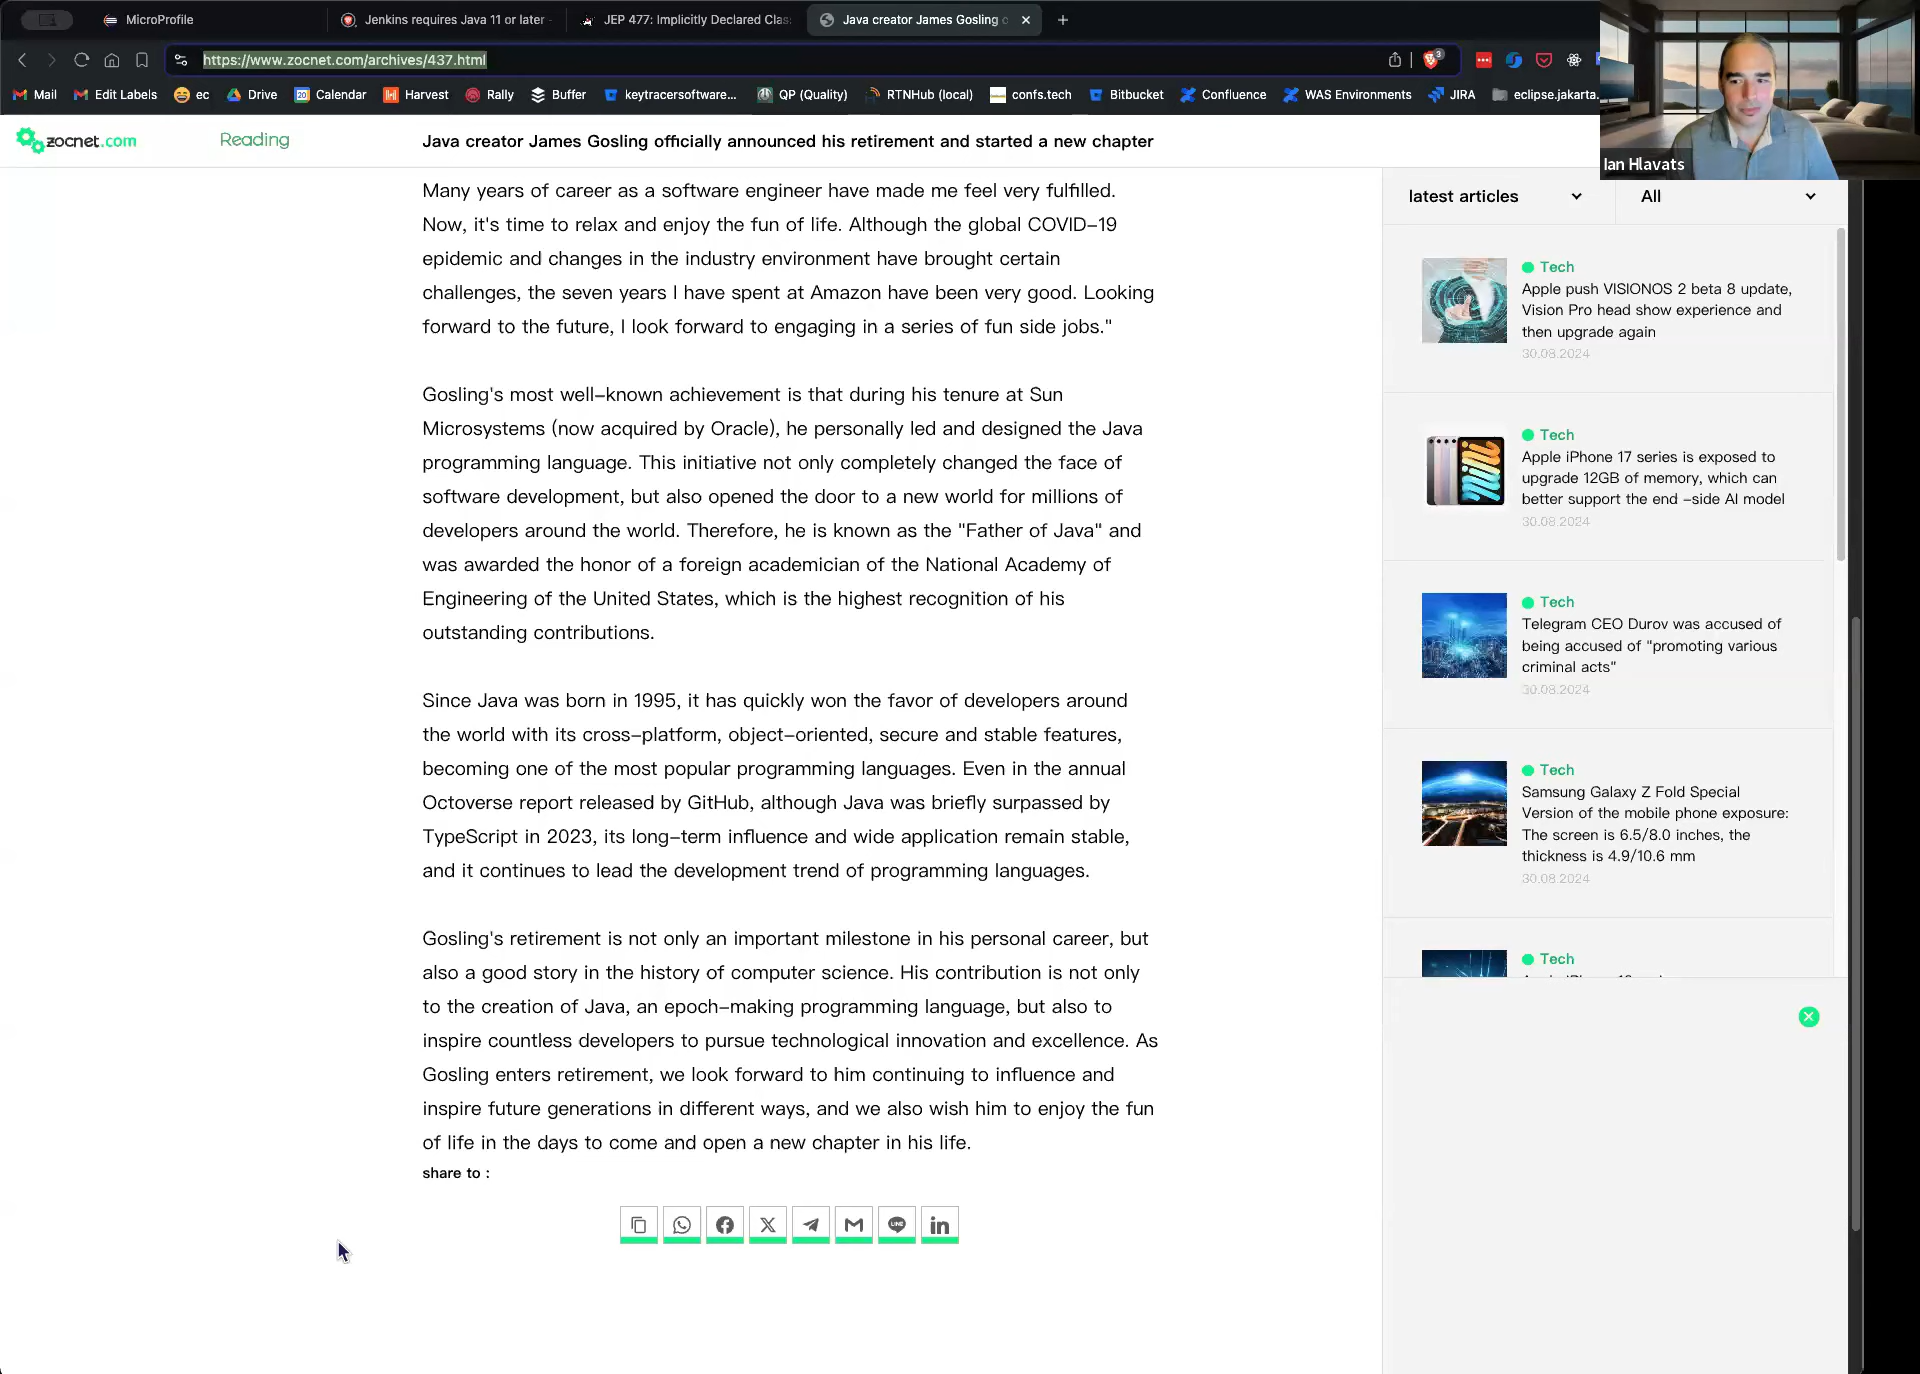 MicroProfile
Jenkins requires Java 11 or later
JEP 477: Implicitly Declared Clas
Java creator James Gosling o
https://www.zocnet.com/archives/437.html
3
Mail
Edit Labels
ec
Drive
20
Calendar
Harvest
Rally
Buffer
keytracersoftware...
QP (Quality)
RTNHub (local)
confs.tech
Bitbucket
Confluence
WAS Environments
JIRA
eclipse.jakarta.
Ian Hlavats
zocnet.com
Reading
Java creator James Gosling officially announced his retirement and started a new chapter
Many years of career as a software engineer have made me feel very fulfilled.
Now, it's time to relax and enjoy the fun of life. Although the global COVID-19
epidemic and changes in the industry environment have brought certain
challenges, the seven years I have spent at Amazon have been very good. Looking
forward to the future, I look forward to engaging in a series of fun side jobs."
Gosling's most well-known achievement is that during his tenure at Sun
Microsystems (now acquired by Oracle), he personally led and designed the Java
programming language. This initiative not only completely changed the face of
software development, but also opened the door to a new world for millions of
developers around the world. Therefore, he is known as the "Father of Java" and
was awarded the honor of a foreign academician of the National Academy of
Engineering of the United States, which is the highest recognition of his
outstanding contributions.
Since Java was born in 1995, it has quickly won the favor of developers around
the world with its cross-platform, object-oriented, secure and stable features,
becoming one of the most popular programming languages. Even in the annual
Octoverse report released by GitHub, although Java was briefly surpassed by
TypeScript in 2023, its long-term influence and wide application remain stable,
and it continues to lead the development trend of programming languages.
Gosling's retirement is not only an important milestone in his personal career, but
also a good story in the history of computer science. His contribution is not only
to the creation of Java, an epoch-making programming language, but also to
inspire countless developers to pursue technological innovation and excellence. As
Gosling enters retirement, we look forward to him continuing to influence and
inspire future generations in different ways, and we also wish him to enjoy the fun
of life in the days to come and open a new chapter in his life.
share to :
LINE
in
latest articles
All
Tech
Apple push VISIONOS 2 beta 8 update,
Vision Pro head show experience and
then upgrade again
30.08.2024
Tech
Apple iPhone 17 series is exposed to
upgrade 12GB of memory, which can
better support the end -side AI model
30.08.2024
Tech
Telegram CEO Durov was accused of
being accused of "promoting various
criminal acts"
30.08.2024
Tech
Samsung Galaxy Z Fold Special
Version of the mobile phone exposure:
The screen is 6.5/8.0 inches, the
thickness is 4.9/10.6 mm
30.08.2024
Tech